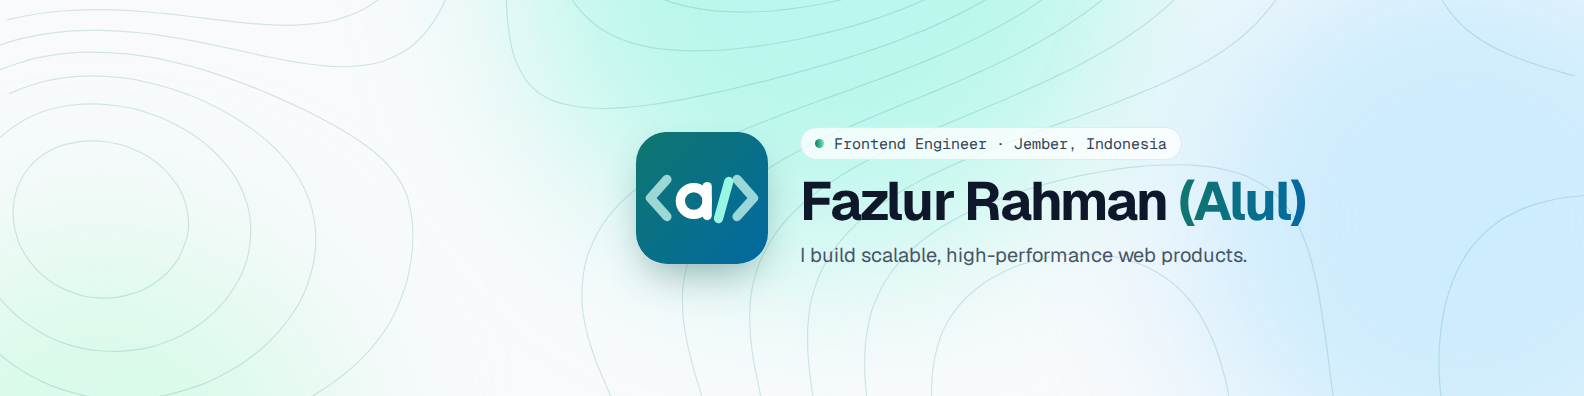 <a/>
Frontend Engineer · Jember, Indonesia
Fazlur Rahman (Alul)
I build scalable, high-performance web products.